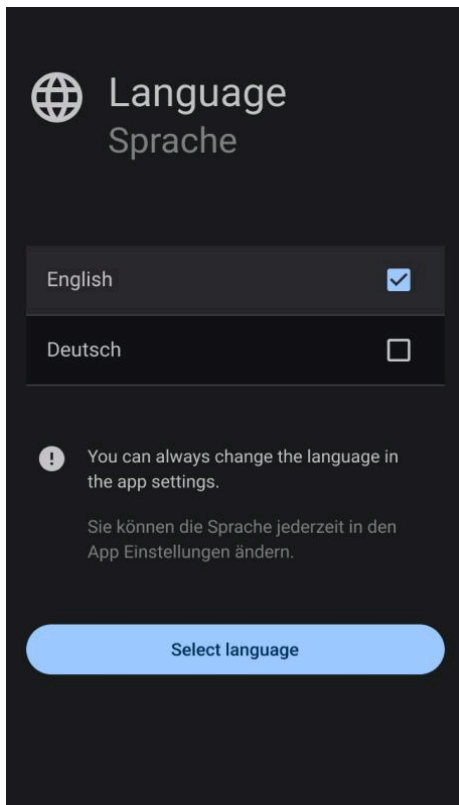 Language
Sprache
English
Deutsch
You can always change the language in
the app settings.
Sie können die Sprache jederzeit in den
App Einstellungen ändern.
Select language